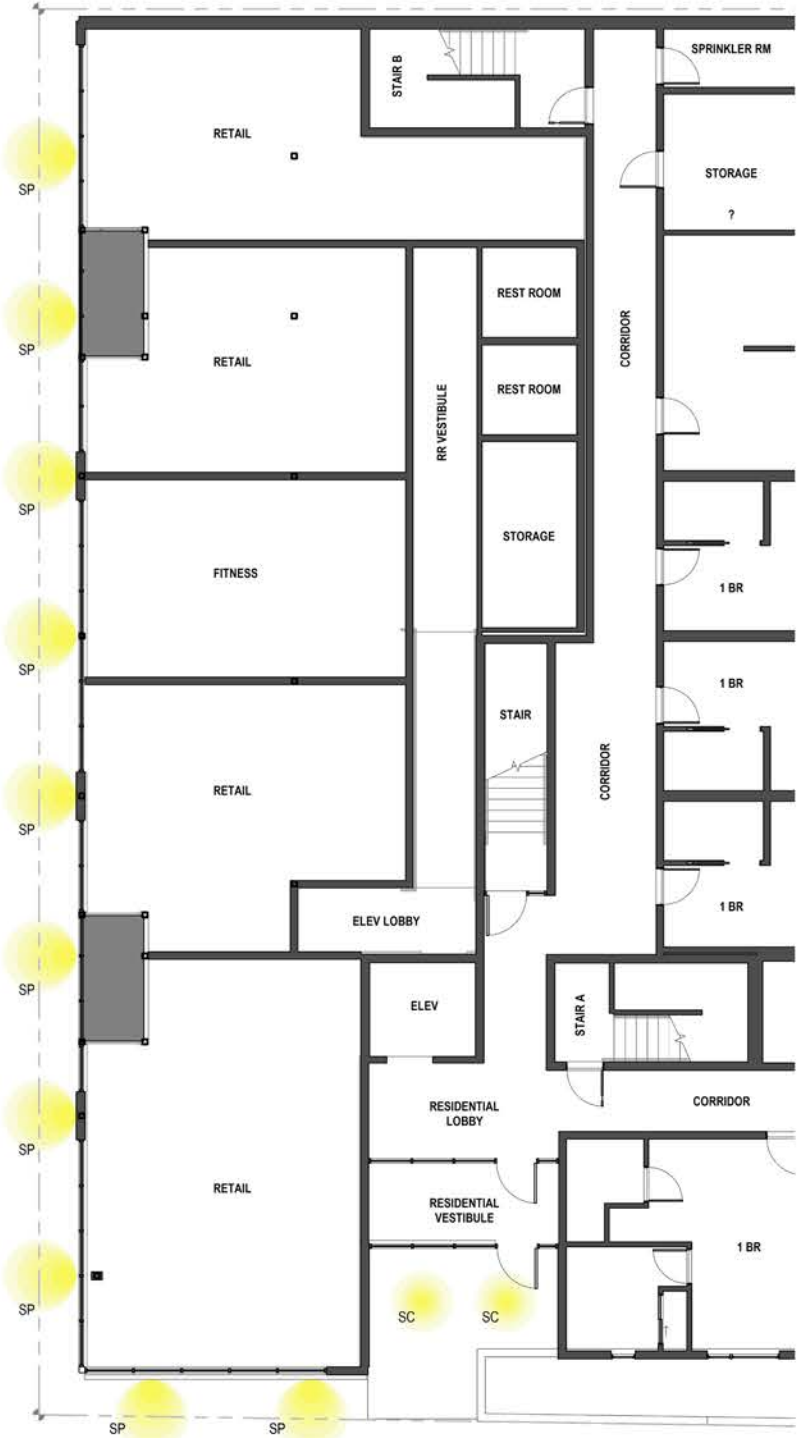 SPRINKLER RM
STAIR B
RETAIL
STORAGE
?
SP
REST ROOM
CORRIDOR
SP
RETAIL
REST ROOM
RR VESTIBULE
SP
STORAGE
FITNESS
1 BR
SP
1 BR
STAIR
RETAIL
CORRIDOR
SP
1 BR
ELEV LOBBY
SP
ELEV
STAIR A
RESIDENTIAL
LOBBY
CORRIDOR
SP
RETAIL
RESIDENTIAL
VESTIBULE
1 BR
SP
SC
SC
SP
SP